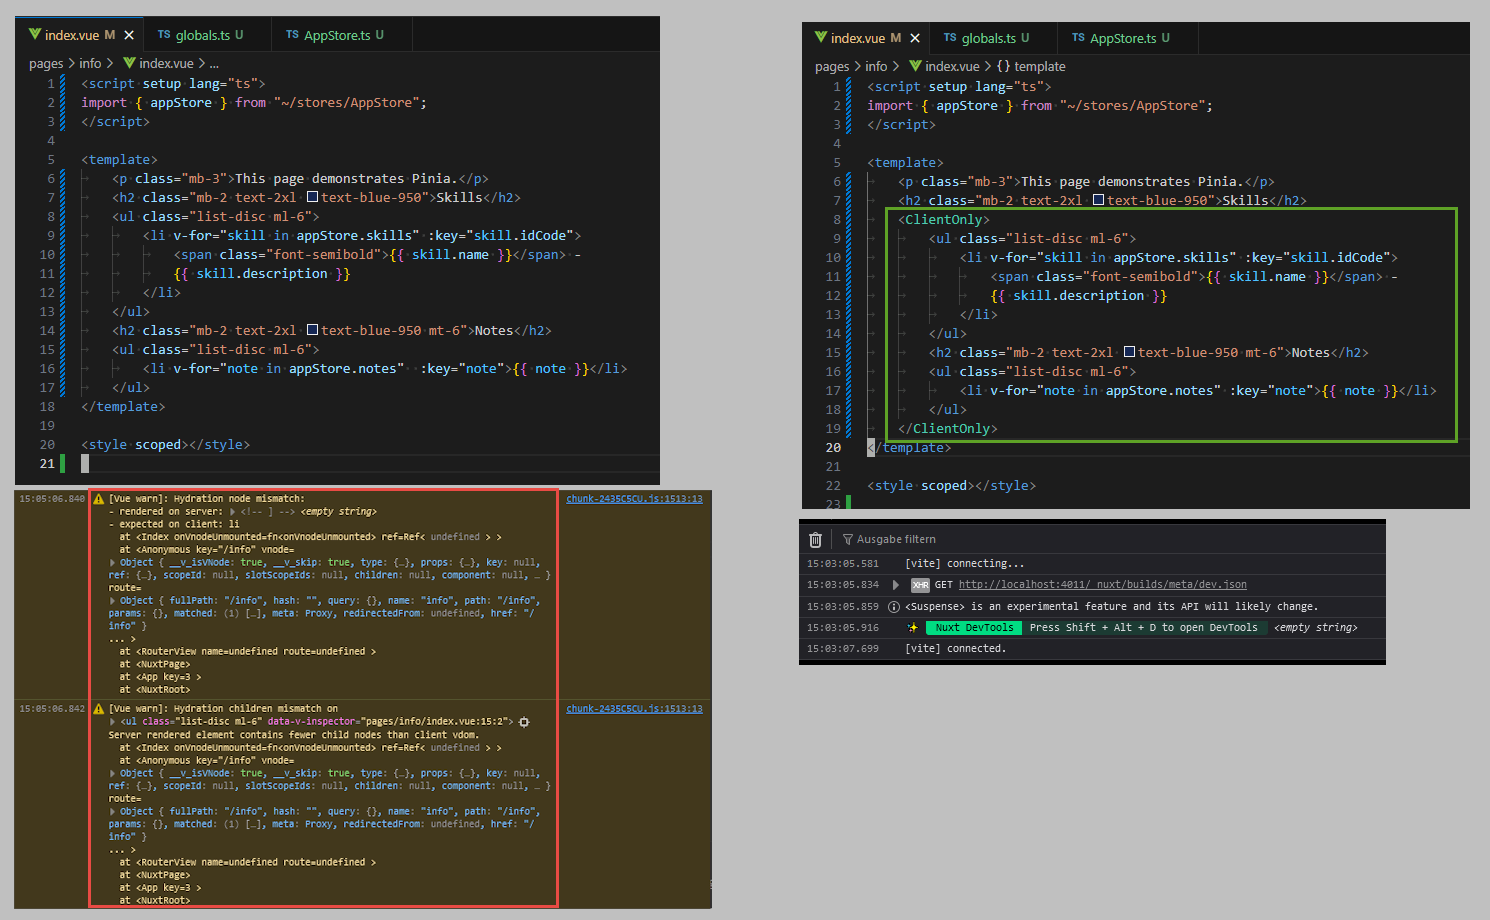 index.vue M ×
TS globals.ts U
TS AppStore.ts U
pages > info > index.vue > ...
1 <script setup lang="ts">
2 import { appStore } from "~/stores/AppStore";
3 </script>
4
5 <template>
6 <p class="mb-3">This page demonstrates Pinia.</p>
7 <h2 class="mb-2 text-2xl text-blue-950">Skills</h2>
8 <ul class="list-disc ml-6">
9 <li v-for="skill in appStore.skills" :key="skill.idCode">
10 <span class="font-semibold">{{ skill.name }}</span> -
11 {{ skill.description }}
12 </li>
13 </ul>
14 <h2 class="mb-2 text-2xl text-blue-950 mt-6">Notes</h2>
15 <ul class="list-disc ml-6">
16 <li v-for="note in appStore.notes"  :key="note">{{ note }}</li>
17 </ul>
18 </template>
19
20 <style scoped></style>
21
15:05:06.840 [Vue warn]: Hydration node mismatch: chunk-2435C5CU.js:1513:13
- rendered on server: <!-- ] --> <empty string>
- expected on client: li
at <Index onVnodeUnmounted=fn<onVnodeUnmounted> ref=Ref< undefined > >
at <Anonymous key="/info" vnode=
Object { __v_isVNode: true, __v_skip: true, type: {…}, props: {…}, key: null,
ref: {…}, scopeId: null, slotScopeIds: null, children: null, component: null, … }
route=
Object { fullPath: "/info", hash: "", query: {}, name: "info", path: "/info",
params: {}, matched: (1) […], meta: Proxy, redirectedFrom: undefined, href: "/
info" }
... >
at <RouterView name=undefined route=undefined >
at <NuxtPage>
at <App key=3 >
at <NuxtRoot>
15:05:06.842 [Vue warn]: Hydration children mismatch on chunk-2435C5CU.js:1513:13
<ul class="list-disc ml-6" data-v-inspector="pages/info/index.vue:15:2">
Server rendered element contains fewer child nodes than client vdom.
at <Index onVnodeUnmounted=fn<onVnodeUnmounted> ref=Ref< undefined > >
at <Anonymous key="/info" vnode=
Object { __v_isVNode: true, __v_skip: true, type: {…}, props: {…}, key: null,
ref: {…}, scopeId: null, slotScopeIds: null, children: null, component: null, … }
route=
Object { fullPath: "/info", hash: "", query: {}, name: "info", path: "/info",
params: {}, matched: (1) […], meta: Proxy, redirectedFrom: undefined, href: "/
info" }
... >
at <RouterView name=undefined route=undefined >
at <NuxtPage>
at <App key=3 >
at <NuxtRoot>
index.vue M ×
TS globals.ts U
TS AppStore.ts U
pages > info > index.vue > {} template
1 <script setup lang="ts">
2 import { appStore } from "~/stores/AppStore";
3 </script>
4
5 <template>
6 <p class="mb-3">This page demonstrates Pinia.</p>
7 <h2 class="mb-2 text-2xl text-blue-950">Skills</h2>
8 <ClientOnly>
9 <ul class="list-disc ml-6">
10 <li v-for="skill in appStore.skills" :key="skill.idCode">
11 <span class="font-semibold">{{ skill.name }}</span> -
12 {{ skill.description }}
13 </li>
14 </ul>
15 <h2 class="mb-2 text-2xl text-blue-950 mt-6">Notes</h2>
16 <ul class="list-disc ml-6">
17 <li v-for="note in appStore.notes" :key="note">{{ note }}</li>
18 </ul>
19 </ClientOnly>
20 </template>
21
22 <style scoped></style>
23
Ausgabe filtern
15:03:05.581 [vite] connecting...
15:03:05.834 XHR GET http://localhost:4011/_nuxt/builds/meta/dev.json
15:03:05.859 <Suspense> is an experimental feature and its API will likely change.
15:03:05.916 ✨ Nuxt DevTools Press Shift + Alt + D to open DevTools <empty string>
15:03:07.699 [vite] connected.